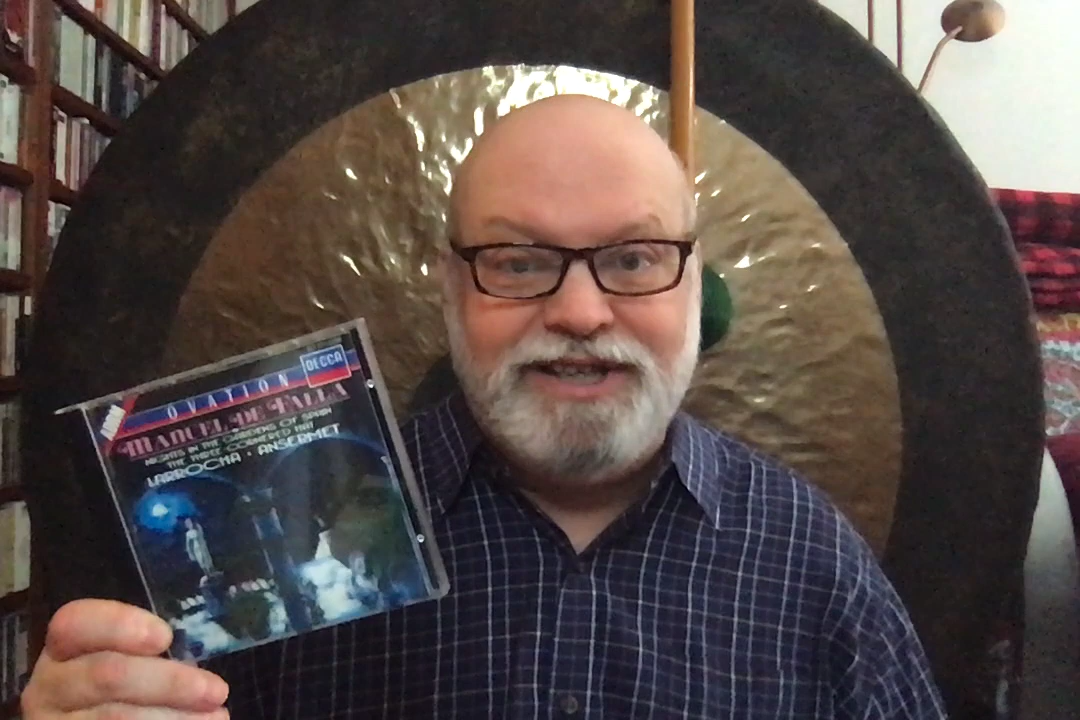 DECCA
OVATION
MANUEL DE FALLA
NIGHTS IN THE GARDENS OF SPAIN
THE THREE CORNERED HAT
LARROCHA · ANSERMET